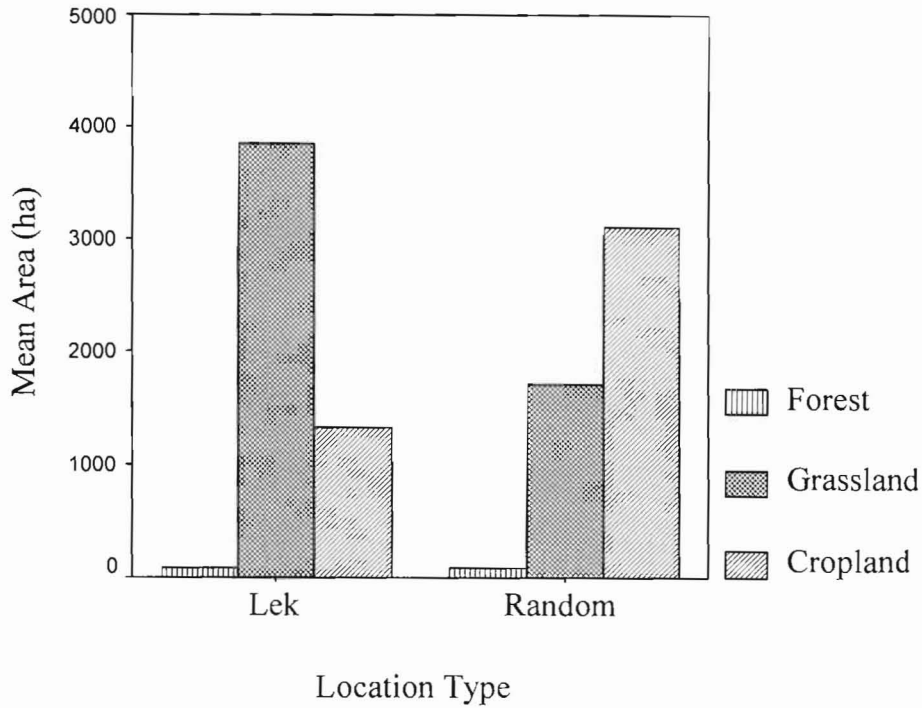 5000
4000
3000
2000
1000
0
Mean Area (ha)
Lek
Random
Location Type
Forest
Grassland
Cropland